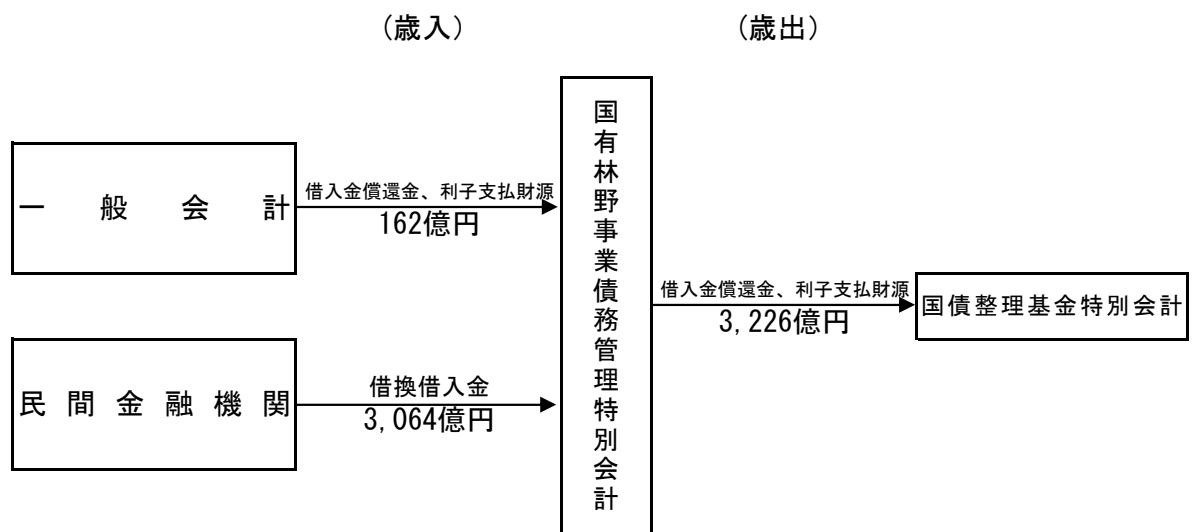 （歳入）
（歳出）
一般会計
借入金償還金、利子支払財源
162億円
民間金融機関
借換借入金
3,064億円
国有林野事業債務管理特別会計
借入金償還金、利子支払財源
3,226億円
国債整理基金特別会計